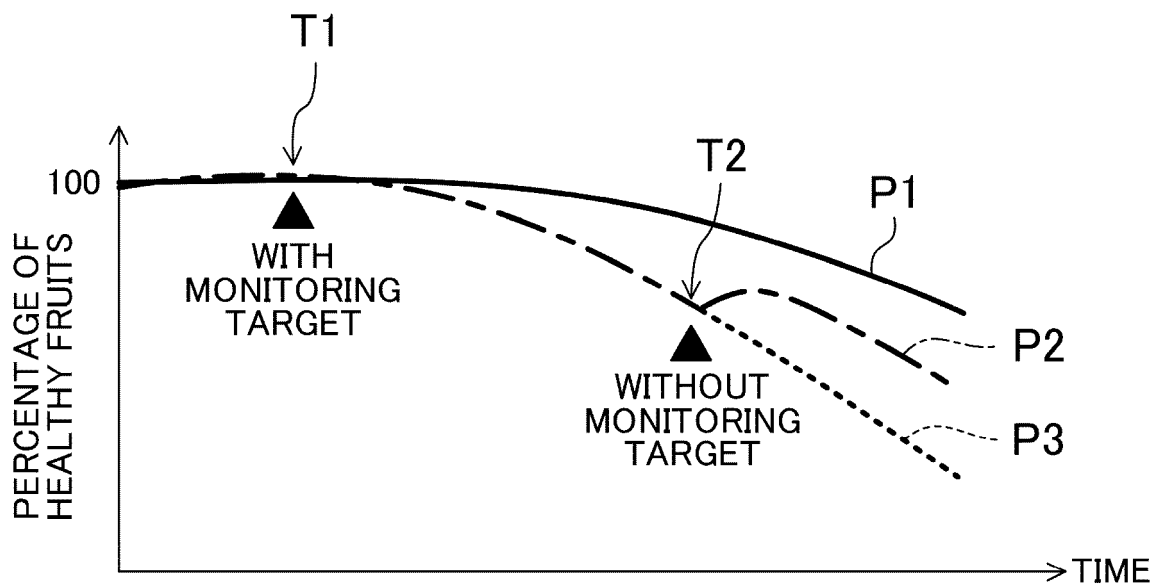 T1
T2
100
P1
WITH
MONITORING
TARGET
P2
WITHOUT
MONITORING
TARGET
P3
PERCENTAGE OF
HEALTHY FRUITS
TIME